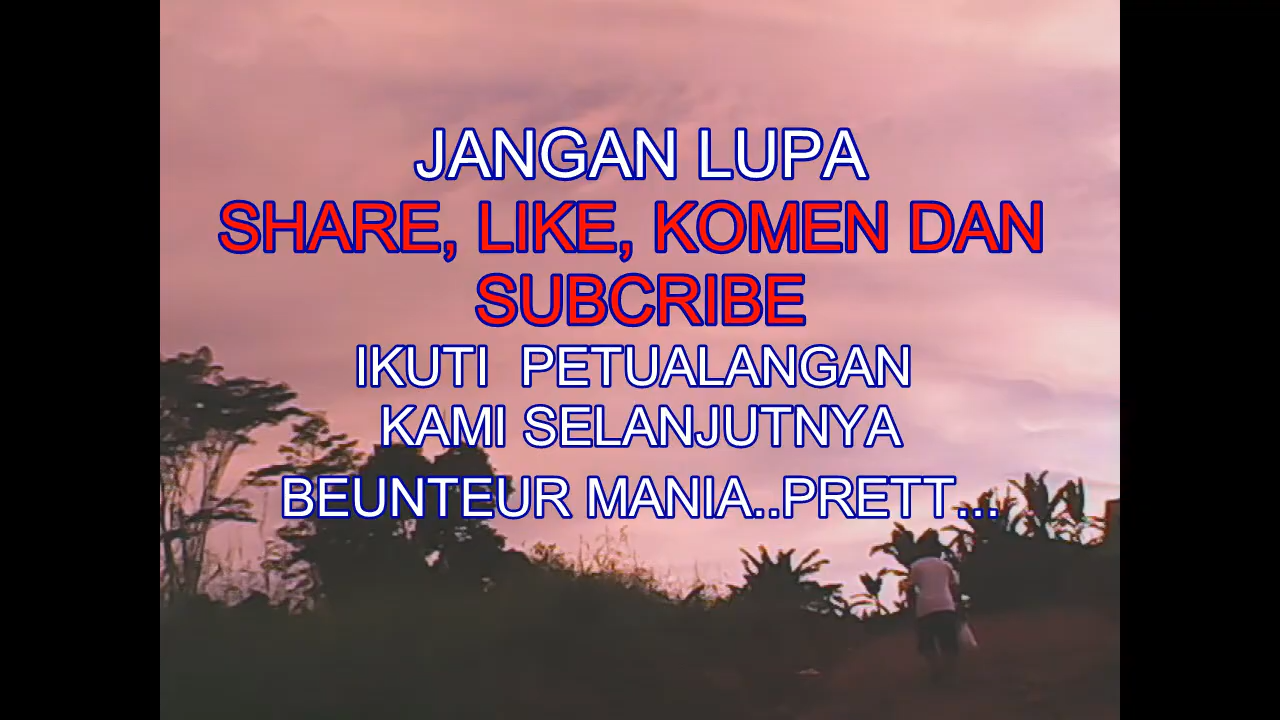 JANGAN LUPA
SHARE, LIKE, KOMEN DAN
SUBCRIBE
IKUTI  PETUALANGAN
KAMI SELANJUTNYA
BEUNTEUR MANIA..PRETT...